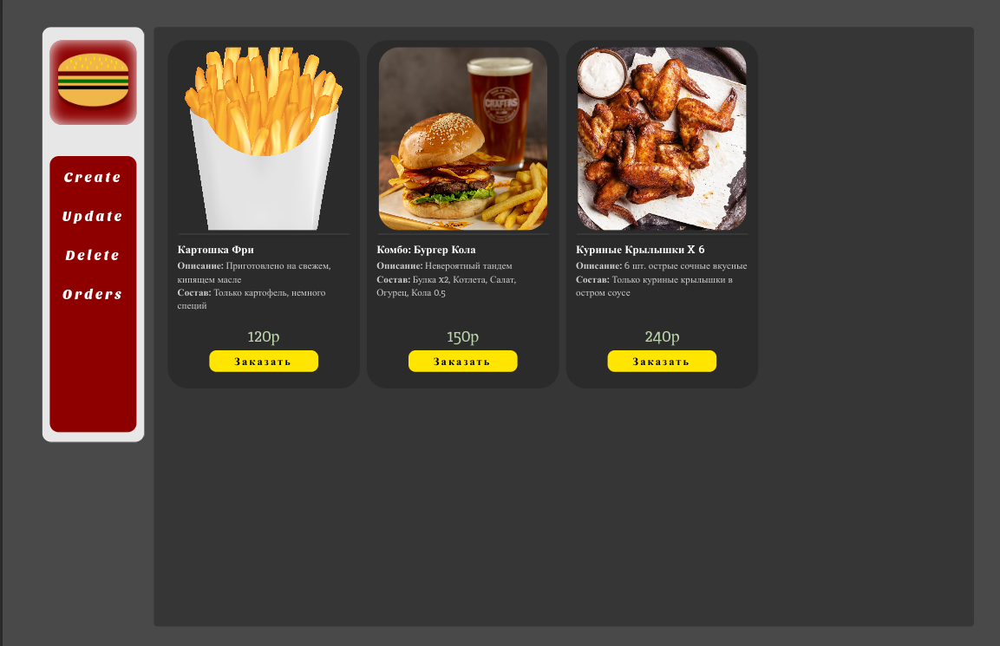 Create
Update
Delete
Orders
CRAFTERS
Картошка Фри
Описание: Приготовлено на свежем,
кипящем масле
Состав: Только картофель, немного
специй
120р
Заказать
Комбо: Бургер Кола
Описание: Невероятный тандем
Состав: Булка x2, Котлета, Салат,
Огурец, Кола 0.5
150р
Заказать
Куриные Крылышки X 6
Описание: 6 шт. острые сочные вкусные
Состав: Только куриные крылышки в
остром соусе
240р
Заказать